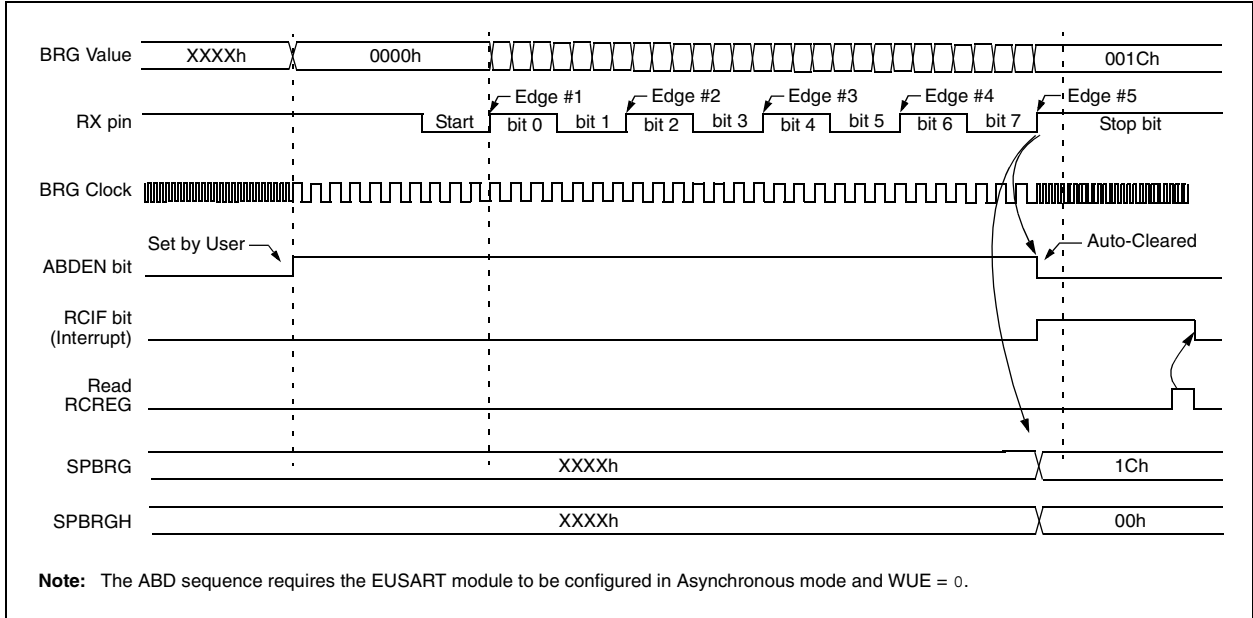 BRG Value XXXXh 0000h 001Ch
Edge #1 Edge #2 Edge #3 Edge #4 Edge #5
RX pin Start bit 0 bit 1 bit 2 bit 3 bit 4 bit 5 bit 6 bit 7 Stop bit
BRG Clock
Set by User Auto-Cleared
ABDEN bit
RCIF bit
(Interrupt)
Read
RCREG
SPBRG XXXXh 1Ch
SPBRGH XXXXh 00h
Note: The ABD sequence requires the EUSART module to be configured in Asynchronous mode and WUE = 0.